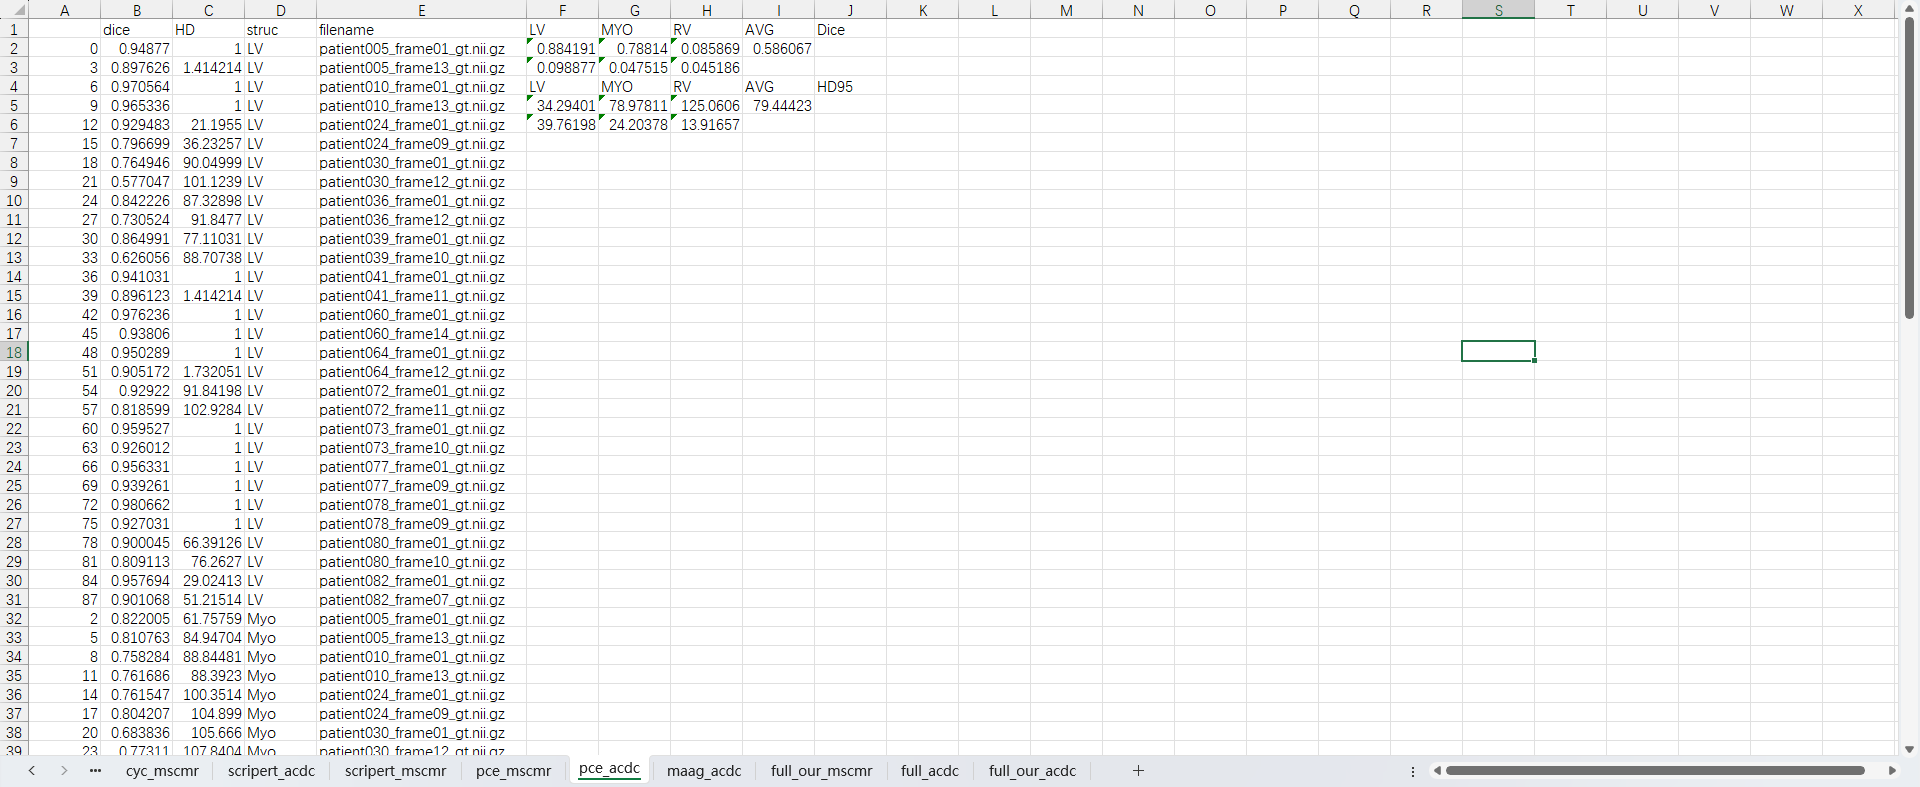 A B C D E F G H I J K L M N O P Q R S T U V W X
1 dice HD struc filename LV MYO RV AVG Dice
2 0 0.94877 1 LV patient005_frame01_gt.nii.gz 0.884191 0.78814 0.085869 0.586067
3 3 0.897626 1.414214 LV patient005_frame13_gt.nii.gz 0.098877 0.047515 0.045186
4 6 0.970564 1 LV patient010_frame01_gt.nii.gz LV MYO RV AVG HD95
5 9 0.965336 1 LV patient010_frame13_gt.nii.gz 34.29401 78.97811 125.0606 79.44423
6 12 0.929483 21.1955 LV patient024_frame01_gt.nii.gz 39.76198 24.20378 13.91657
7 15 0.796699 36.23257 LV patient024_frame09_gt.nii.gz
8 18 0.764946 90.04999 LV patient030_frame01_gt.nii.gz
9 21 0.577047 101.1239 LV patient030_frame12_gt.nii.gz
10 24 0.842226 87.32898 LV patient036_frame01_gt.nii.gz
11 27 0.730524 91.8477 LV patient036_frame12_gt.nii.gz
12 30 0.864991 77.11031 LV patient039_frame01_gt.nii.gz
13 33 0.626056 88.70738 LV patient039_frame10_gt.nii.gz
14 36 0.941031 1 LV patient041_frame01_gt.nii.gz
15 39 0.896123 1.414214 LV patient041_frame11_gt.nii.gz
16 42 0.976236 1 LV patient060_frame01_gt.nii.gz
17 45 0.93806 1 LV patient060_frame14_gt.nii.gz
18 48 0.950289 1 LV patient064_frame01_gt.nii.gz
19 51 0.905172 1.732051 LV patient064_frame12_gt.nii.gz
20 54 0.92922 91.84198 LV patient072_frame01_gt.nii.gz
21 57 0.818599 102.9284 LV patient072_frame11_gt.nii.gz
22 60 0.959527 1 LV patient073_frame01_gt.nii.gz
23 63 0.926012 1 LV patient073_frame10_gt.nii.gz
24 66 0.956331 1 LV patient077_frame01_gt.nii.gz
25 69 0.939261 1 LV patient077_frame09_gt.nii.gz
26 72 0.980662 1 LV patient078_frame01_gt.nii.gz
27 75 0.927031 1 LV patient078_frame09_gt.nii.gz
28 78 0.900045 66.39126 LV patient080_frame01_gt.nii.gz
29 81 0.809113 76.2627 LV patient080_frame10_gt.nii.gz
30 84 0.957694 29.02413 LV patient082_frame01_gt.nii.gz
31 87 0.901068 51.21514 LV patient082_frame07_gt.nii.gz
32 2 0.822005 61.75759 Myo patient005_frame01_gt.nii.gz
33 5 0.810763 84.94704 Myo patient005_frame13_gt.nii.gz
34 8 0.758284 88.84481 Myo patient010_frame01_gt.nii.gz
35 11 0.761686 88.3923 Myo patient010_frame13_gt.nii.gz
36 14 0.761547 100.3514 Myo patient024_frame01_gt.nii.gz
37 17 0.804207 104.899 Myo patient024_frame09_gt.nii.gz
38 20 0.683836 105.666 Myo patient030_frame01_gt.nii.gz
39 23 0.77311 107.8404 Myo patient030_frame12_gt.nii.gz
cyc_mscmr scripert_acdc scripert_mscmr pce_mscmr pce_acdc maag_acdc full_our_mscmr full_acdc full_our_acdc